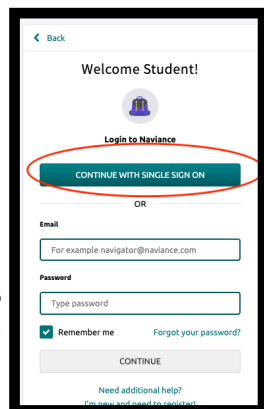 Back
Welcome Student!
Login to Naviance
CONTINUE WITH SINGLE SIGN ON
OR
Email
For example navigator@naviance.com
Password
Type password
Remember me Forgot your password?
CONTINUE
Need additional help?
I'm new and need to register!